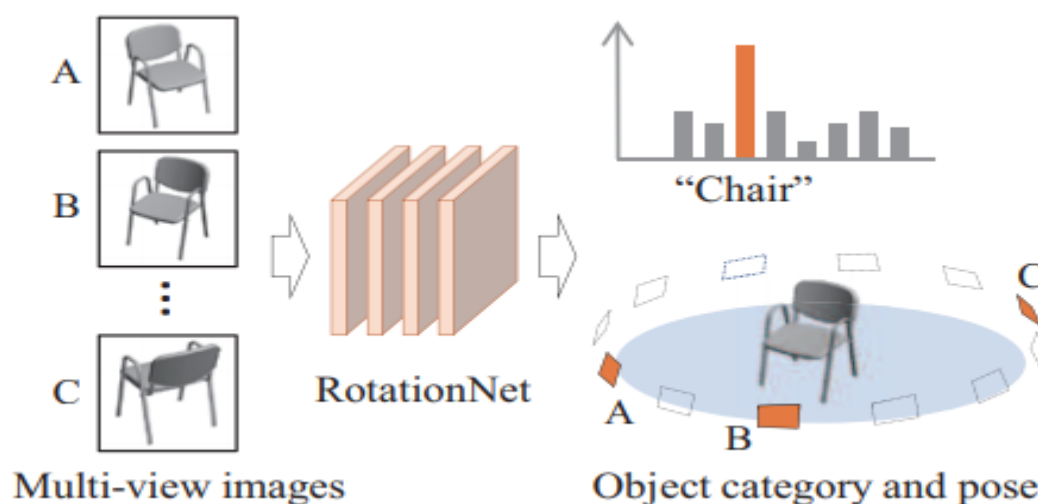 A
B
C
Multi-view images
RotationNet
“Chair”
C
A
B
Object category and pose